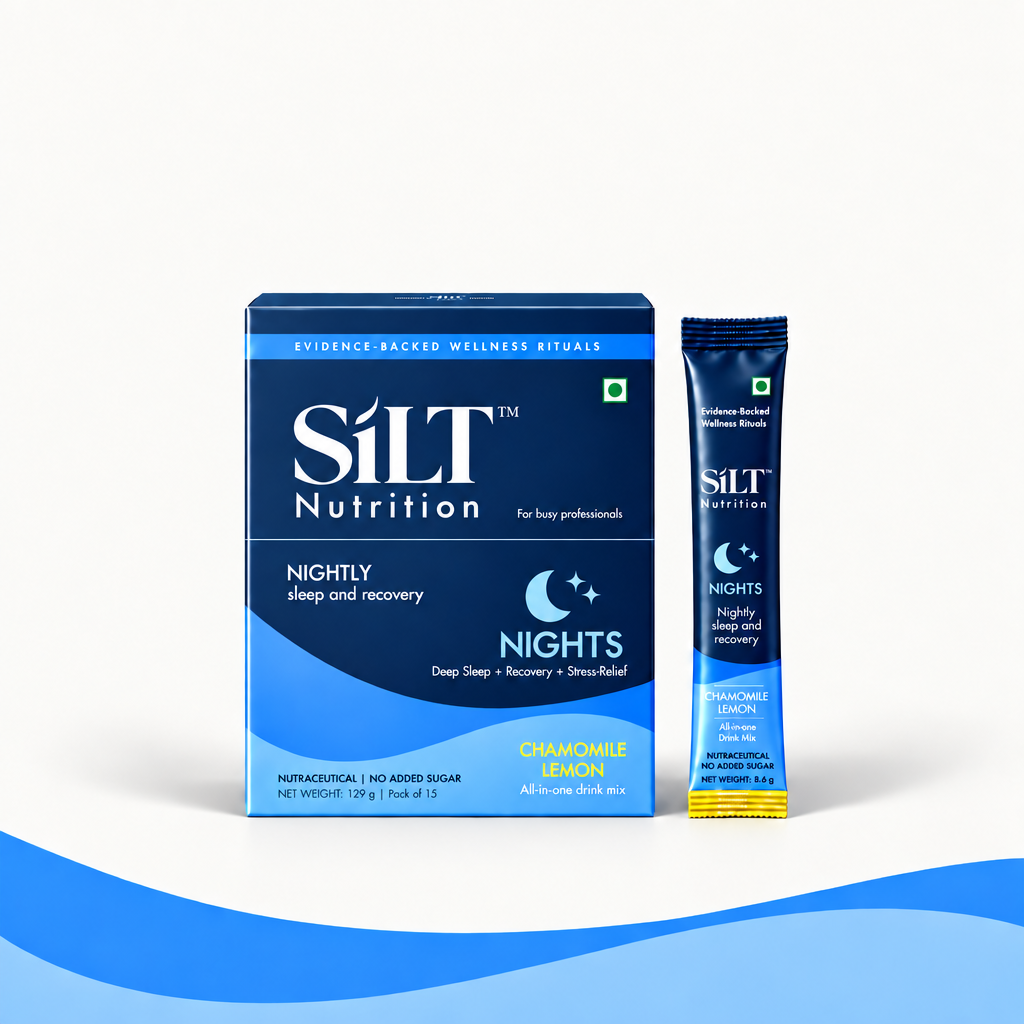 EVIDENCE-BACKED WELLNESS RITUALS
SiLT™
Nutrition
For busy professionals
NIGHTLY
sleep and recovery
NIGHTS
Deep Sleep + Recovery + Stress-Relief
CHAMOMILE
LEMON
All-in-one drink mix
NUTRACEUTICAL | NO ADDED SUGAR
NET WEIGHT: 129 g | Pack of 15
Evidence-Backed
Wellness Rituals
SiLT™
Nutrition
NIGHTS
Nightly
sleep and
recovery
CHAMOMILE
LEMON
All-in-one
Drink Mix
NUTRACEUTICAL
NO ADDED SUGAR
NET WEIGHT: 8.6 g